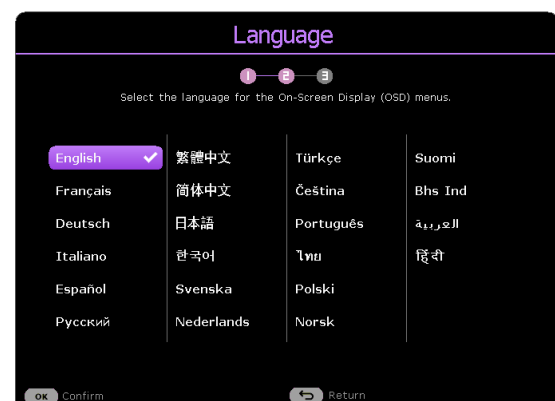 Language
1 2 3
Select the language for the On-Screen Display (OSD) menus.
English 繁體中文 Türkçe Suomi
Français 简体中文 Čeština Bhs Ind
Deutsch 日本語 Português العربية
Italiano 한국어 ไทย हिंदी
Español Svenska Polski
Русский Nederlands Norsk
OK Confirm Return